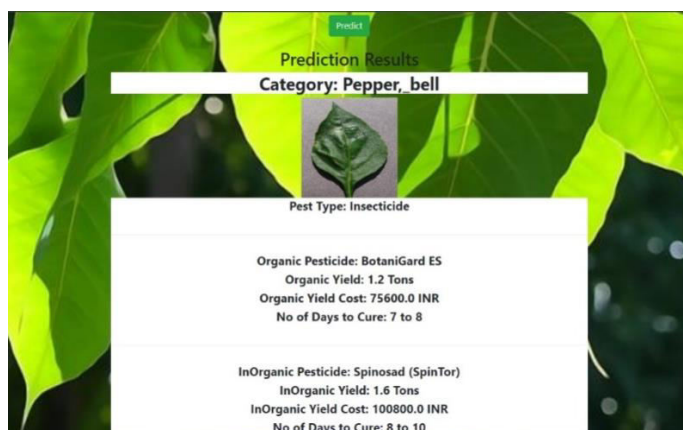 Predict
Prediction Results
Category: Pepper,_bell
Pest Type: Insecticide
Organic Pesticide: BotaniGard ES
Organic Yield: 1.2 Tons
Organic Yield Cost: 75600.0 INR
No of Days to Cure: 7 to 8
InOrganic Pesticide: Spinosad (SpinTor)
InOrganic Yield: 1.6 Tons
InOrganic Yield Cost: 100800.0 INR
No of Days to Cure: 8 to 10